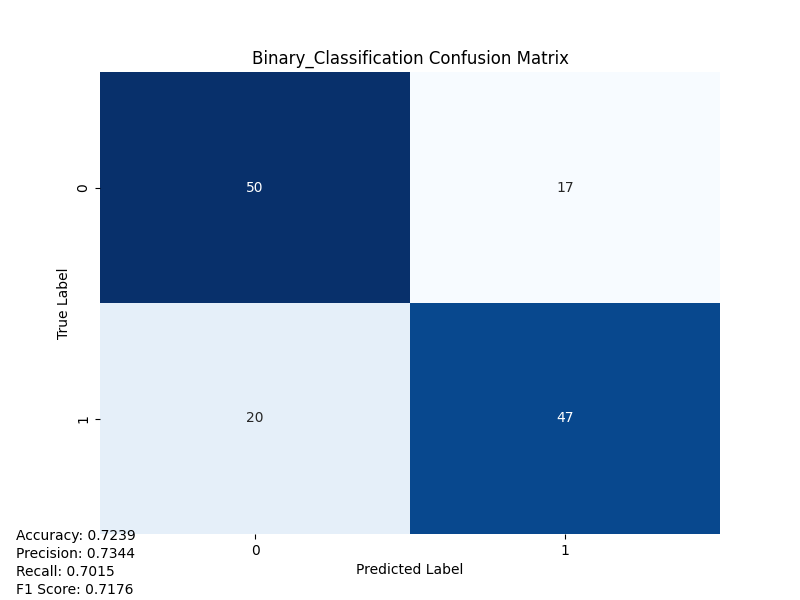 Binary_Classification Confusion Matrix
50
17
20
47
0
1
True Label
0
1
Predicted Label
Accuracy: 0.7239
Precision: 0.7344
Recall: 0.7015
F1 Score: 0.7176